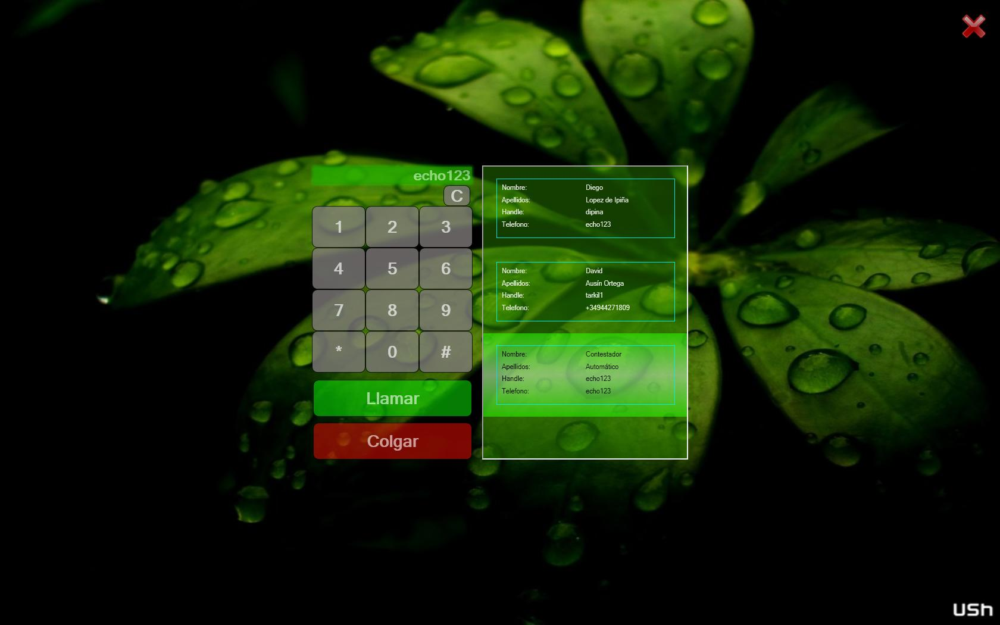 echo123
C
1 2 3
4 5 6
7 8 9
* 0 #
Llamar
Colgar
Nombre: Diego
Apellidos: Lopez de Ipiña
Handle: dipina
Telefono: echo123
Nombre: David
Apellidos: Ausín Ortega
Handle: tarkil1
Telefono: +34944271809
Nombre: Contestador
Apellidos: Automático
Handle: echo123
Telefono: echo123
USh